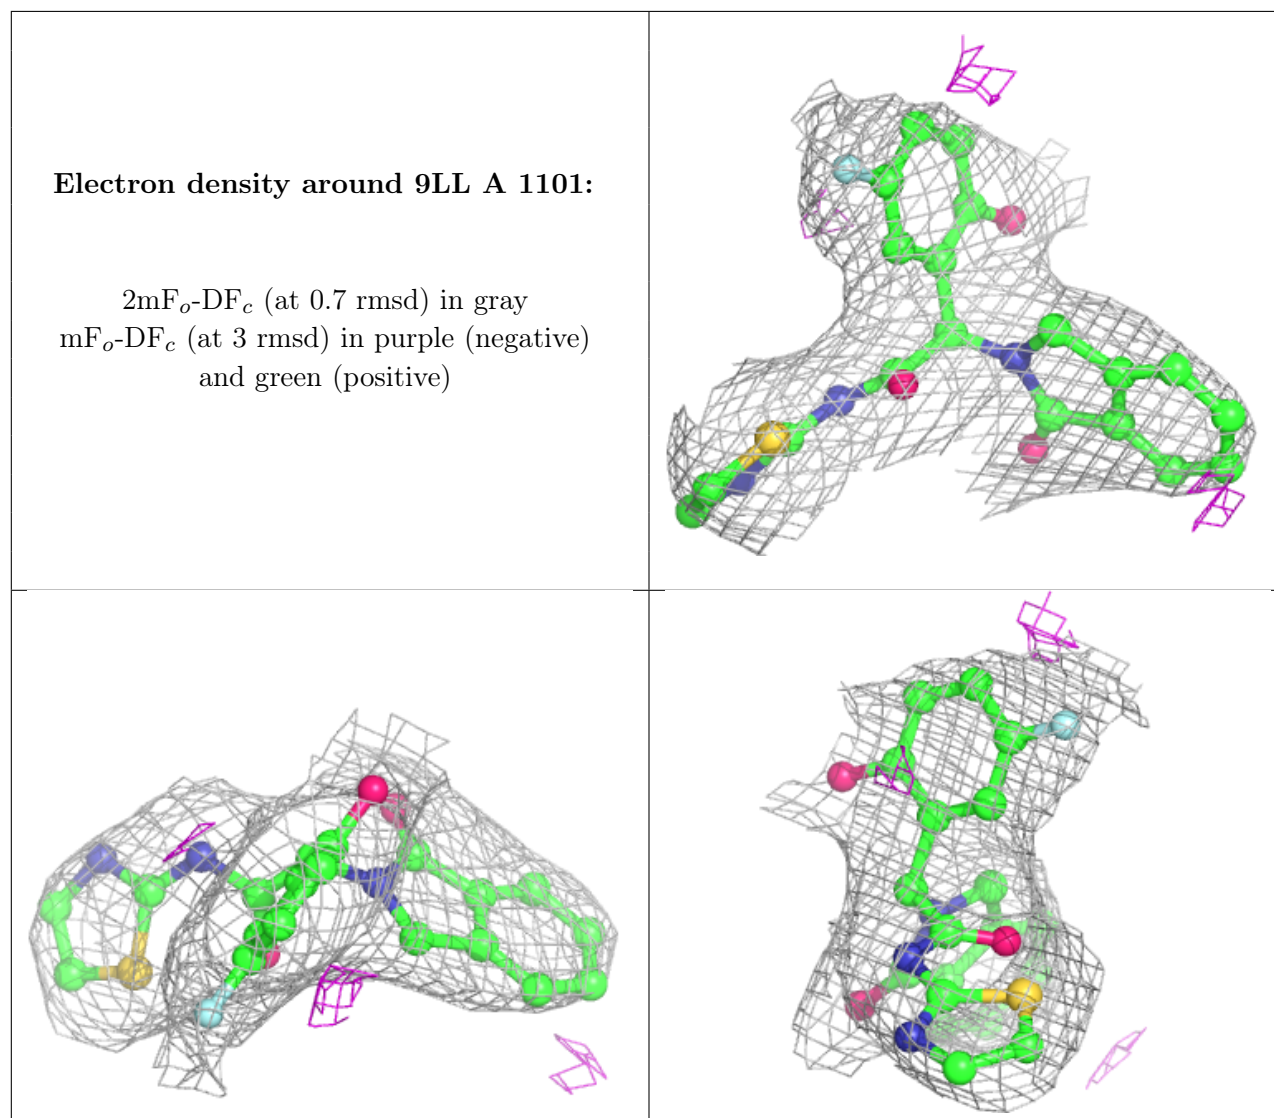 Electron density around 9LL A 1101:
2mFo-DFc (at 0.7 rmsd) in gray
mFo-DFc (at 3 rmsd) in purple (negative)
and green (positive)